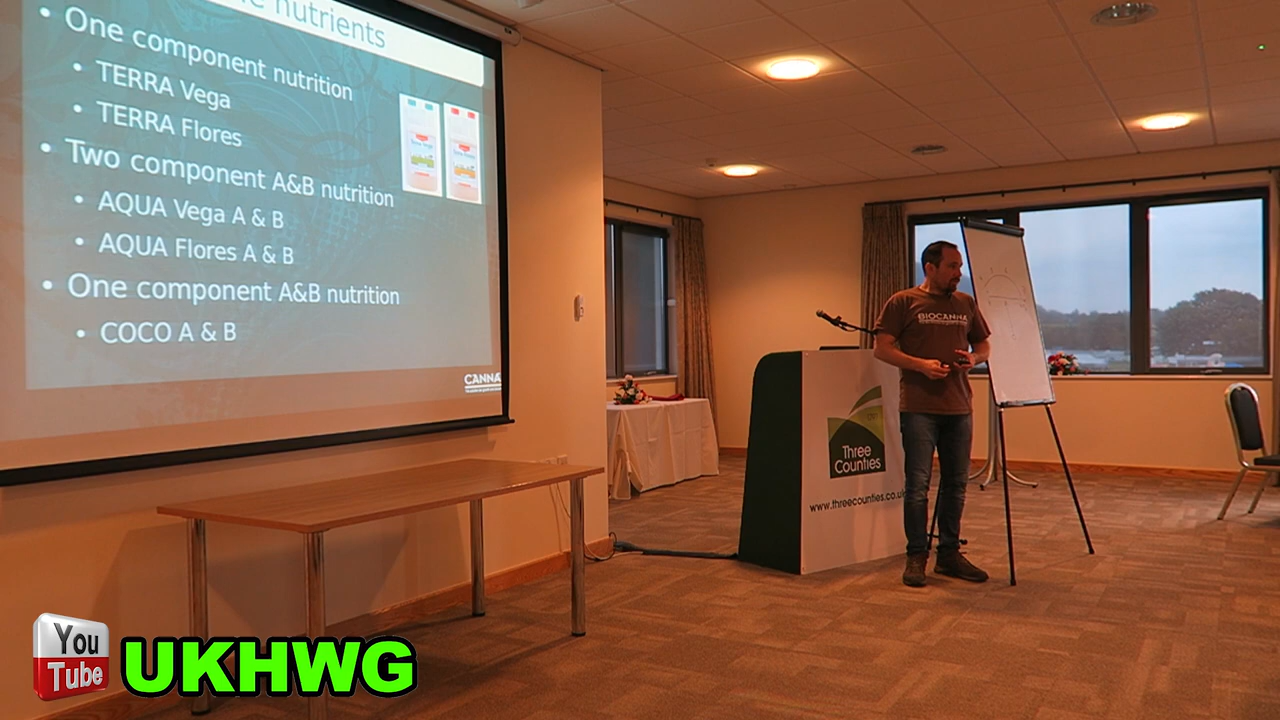 nutrients
• One component nutrition
• TERRA Vega
• TERRA Flores
• Two component A&B nutrition
• AQUA Vega A & B
• AQUA Flores A & B
• One component A&B nutrition
• COCO A & B
CANNA
BIOCANNA
Three
Counties
www.threecounties.co.uk
You
Tube
UKHWG